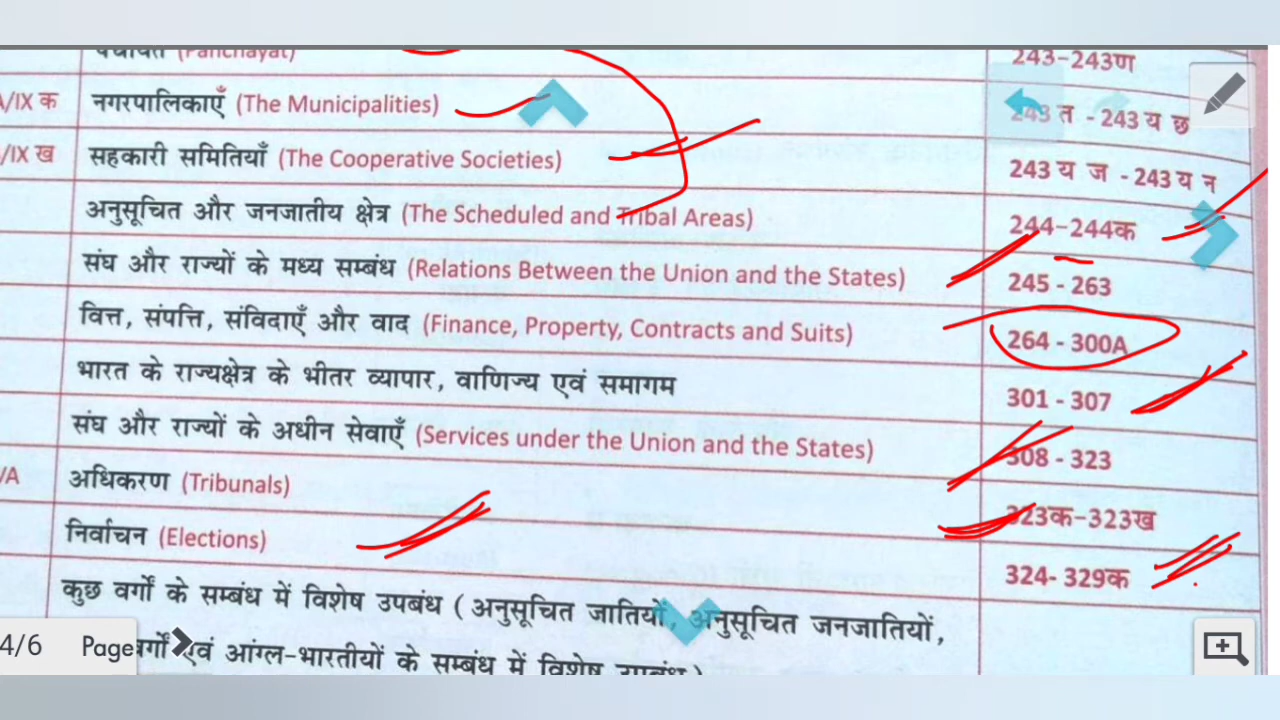 पंचायत (Panchayat) 243-243ण
A/IX क नगरपालिकाएँ (The Municipalities) 243 त - 243 य छ
/IX ख सहकारी समितियाँ (The Cooperative Societies) 243 य ज - 243 य न
अनुसूचित और जनजातीय क्षेत्र (The Scheduled and Tribal Areas) 244-244क
संघ और राज्यों के मध्य सम्बंध (Relations Between the Union and the States) 245 - 263
वित्त, संपत्ति, संविदाएँ और वाद (Finance, Property, Contracts and Suits) 264 - 300A
भारत के राज्यक्षेत्र के भीतर व्यापार, वाणिज्य एवं समागम 301 - 307
संघ और राज्यों के अधीन सेवाएँ (Services under the Union and the States) 308 - 323
/A अधिकरण (Tribunals) 323क-323ख
निर्वाचन (Elections) 324- 329क
कुछ वर्गों के सम्बंध में विशेष उपबंध ( अनुसूचित जातियों, अनुसूचित जनजातियों,
वर्गों एवं आंग्ल-भारतीयों के सम्बंध में विशेष उपबंध)
4/6 Page